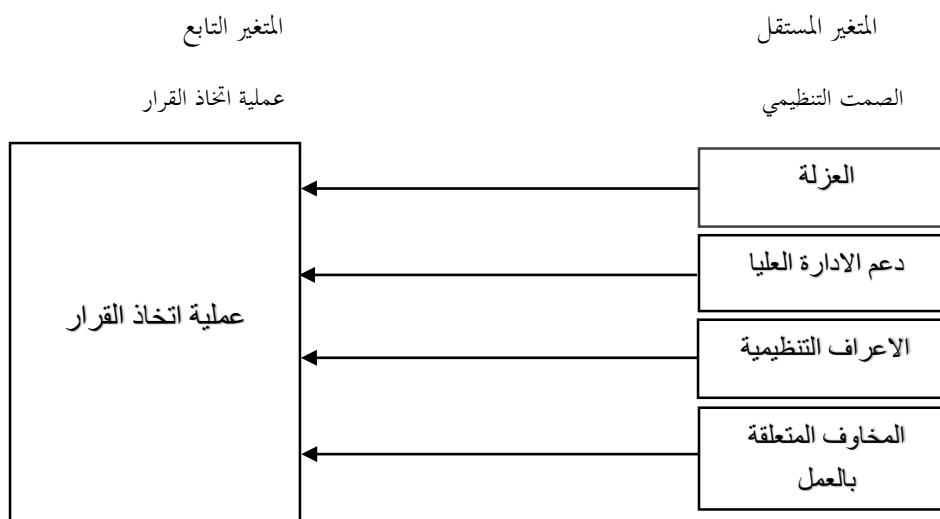 المتغير المستقل
المتغير التابع
الصمت التنظيمي
عملية اتخاذ القرار
العزلة
دعم الادارة العليا
الاعراف التنظيمية
المخاوف المتعلقة
بالعمل
عملية اتخاذ القرار